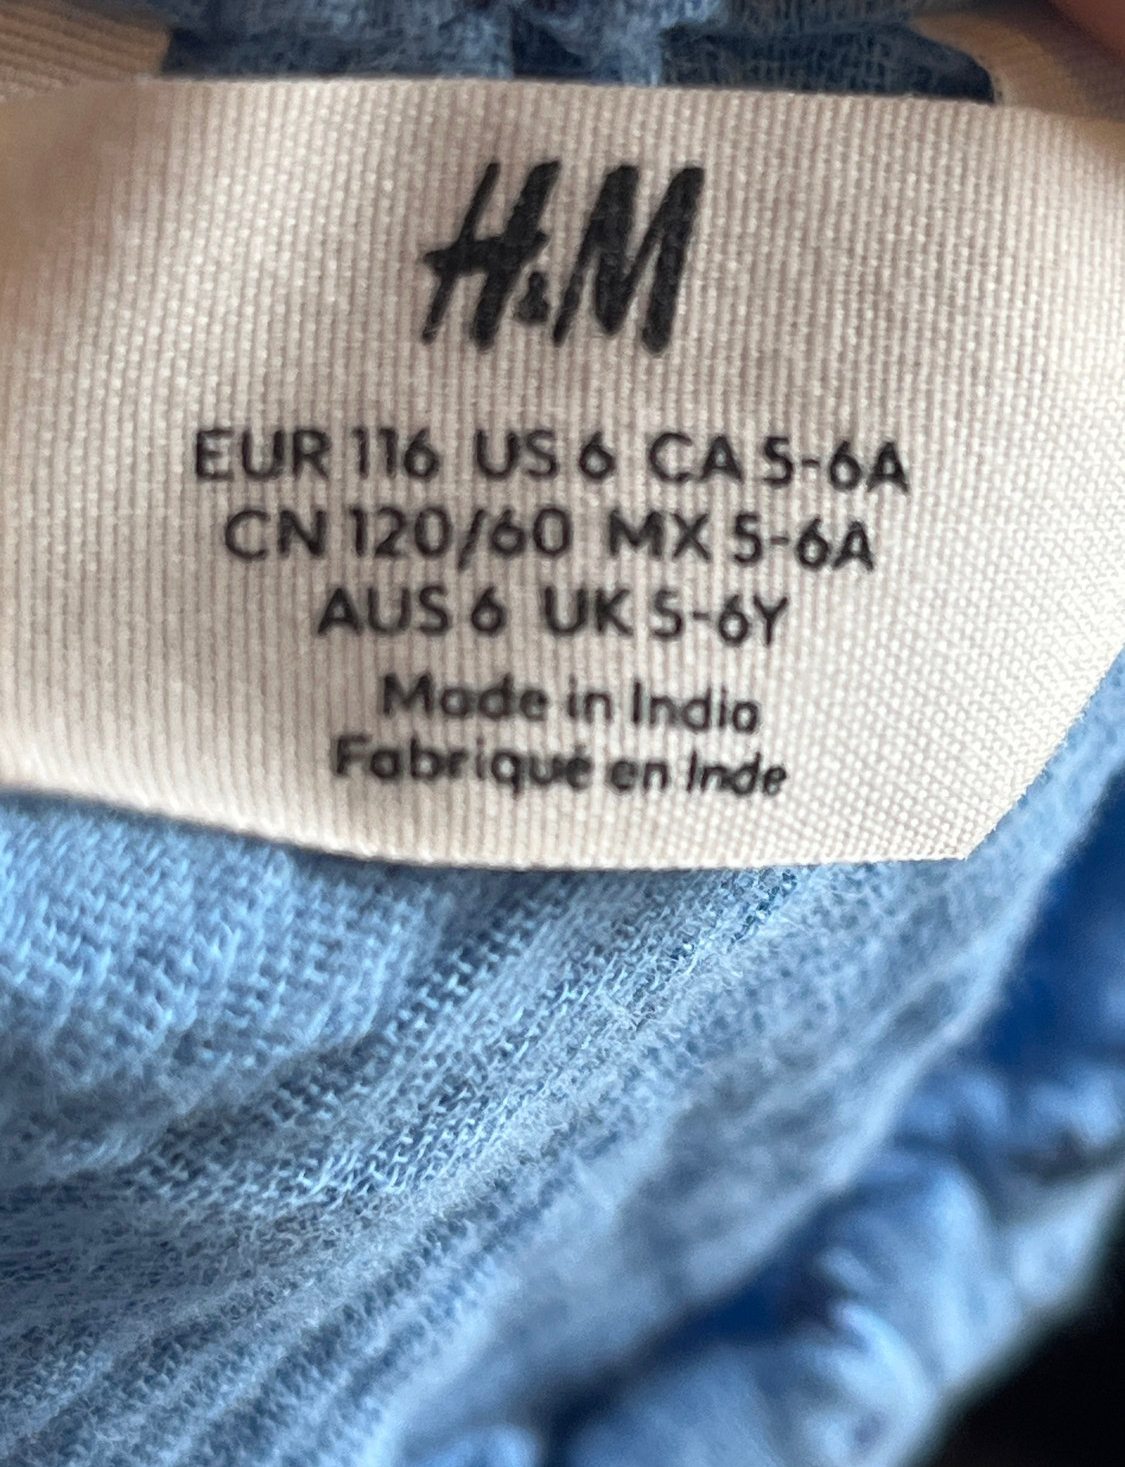 H&M
EUR 116 US 6 CA 5-6A
CN 120/60 MX 5-6A
AUS 6 UK 5-6Y
Made in India
Fabriqué en Inde